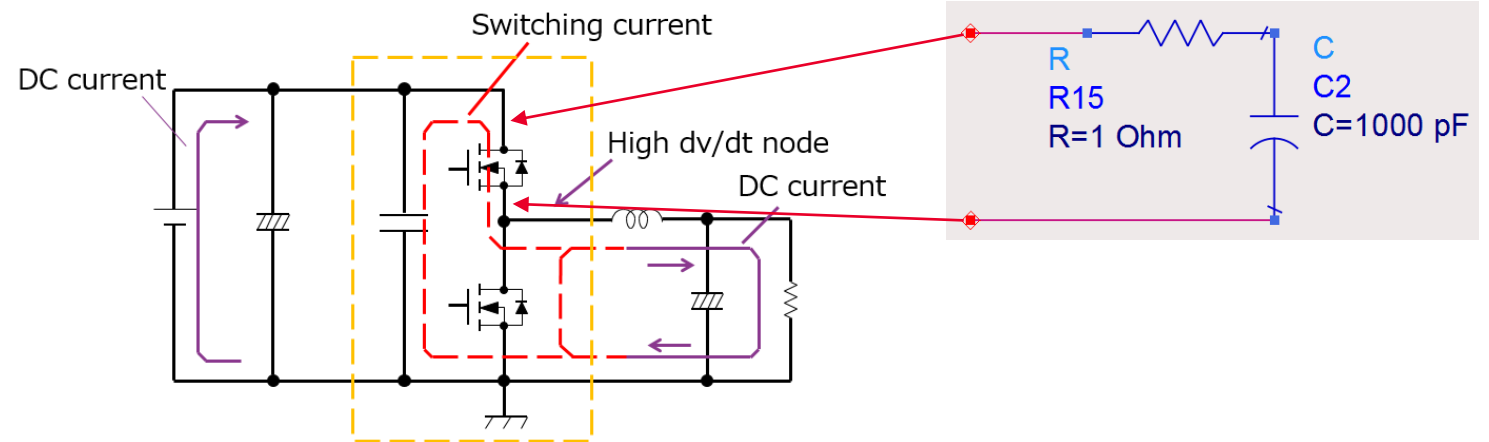 Switching current
DC current
High dv/dt node
DC current
R
R15
R=1 Ohm
C
C2
C=1000 pF